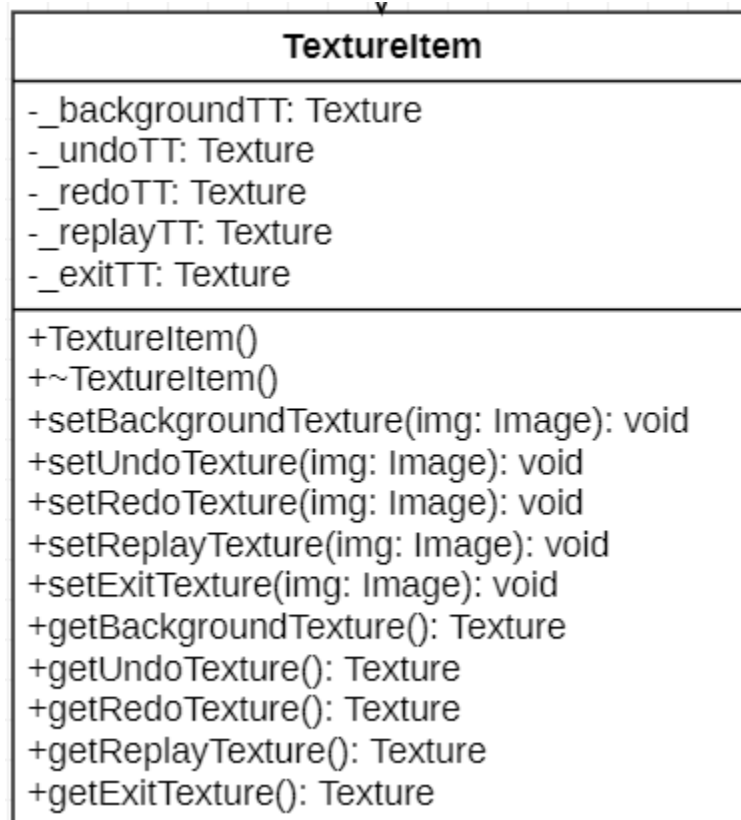 TextureItem
-_backgroundTT: Texture
-_undoTT: Texture
-_redoTT: Texture
-_replayTT: Texture
-_exitTT: Texture
+TextureItem()
+~TextureItem()
+setBackgroundTexture(img: Image): void
+setUndoTexture(img: Image): void
+setRedoTexture(img: Image): void
+setReplayTexture(img: Image): void
+setExitTexture(img: Image): void
+getBackgroundTexture(): Texture
+getUndoTexture(): Texture
+getRedoTexture(): Texture
+getReplayTexture(): Texture
+getExitTexture(): Texture